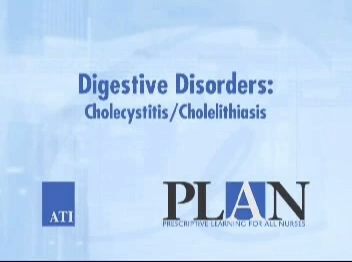 Digestive Disorders:
Cholecystitis/Cholelithiasis
ATI
PLAN
PRESCRIPTIVE LEARNING FOR ALL NURSES